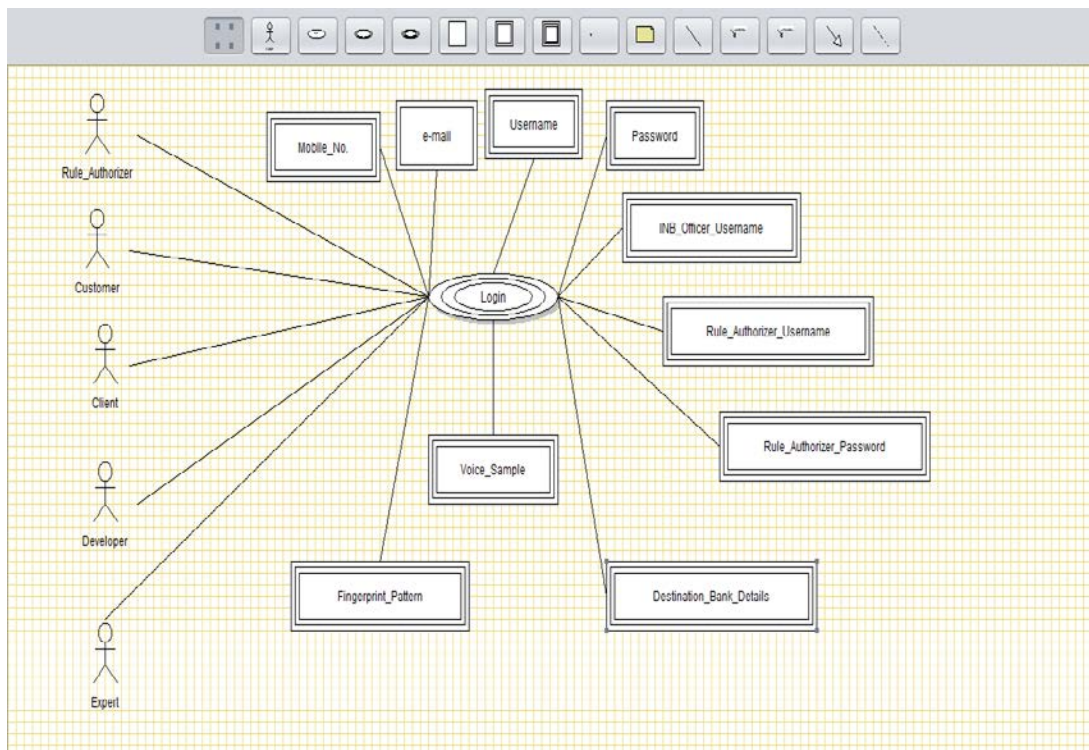 Rule_Authorizer
Mobile_No.
e-mail
Username
Password
Customer
INB_Officer_Username
Login
Rule_Authorizer_Username
Client
Rule_Authorizer_Password
Voice_Sample
Developer
Fingerprint_Pattern
Destination_Bank_Details
Expert